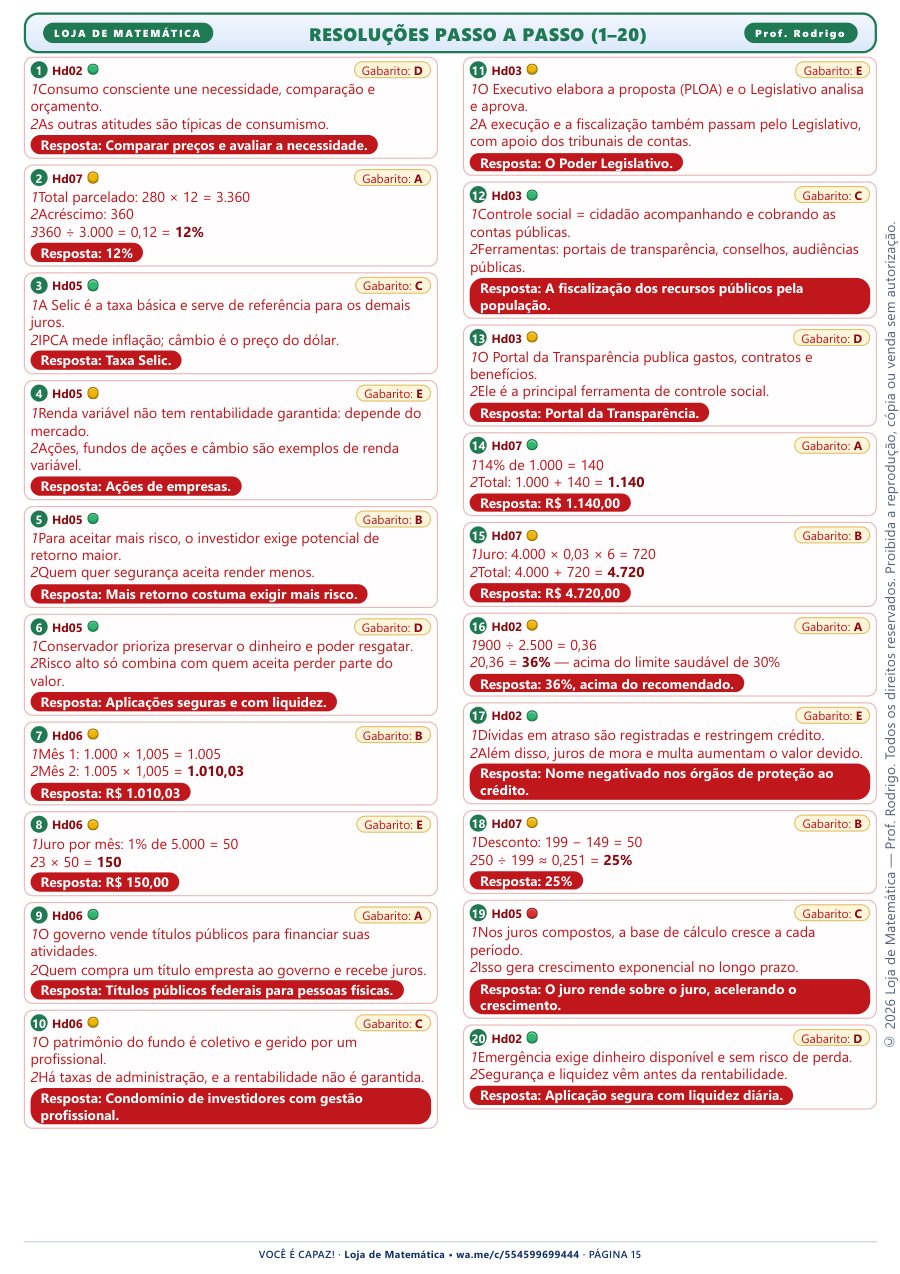 LOJA DE MATEMÁTICA
RESOLUÇÕES PASSO A PASSO (1–20)
Prof. Rodrigo
1 Hd02 Gabarito: D
1Consumo consciente une necessidade, comparação e
orçamento.
2As outras atitudes são típicas de consumismo.
Resposta: Comparar preços e avaliar a necessidade.
2 Hd07 Gabarito: A
1Total parcelado: 280 × 12 = 3.360
2Acréscimo: 360
3360 ÷ 3.000 = 0,12 = 12%
Resposta: 12%
3 Hd05 Gabarito: C
1A Selic é a taxa básica e serve de referência para os demais
juros.
2IPCA mede inflação; câmbio é o preço do dólar.
Resposta: Taxa Selic.
4 Hd05 Gabarito: E
1Renda variável não tem rentabilidade garantida: depende do
mercado.
2Ações, fundos de ações e câmbio são exemplos de renda
variável.
Resposta: Ações de empresas.
5 Hd05 Gabarito: B
1Para aceitar mais risco, o investidor exige potencial de
retorno maior.
2Quem quer segurança aceita render menos.
Resposta: Mais retorno costuma exigir mais risco.
6 Hd05 Gabarito: D
1Conservador prioriza preservar o dinheiro e poder resgatar.
2Risco alto só combina com quem aceita perder parte do
valor.
Resposta: Aplicações seguras e com liquidez.
7 Hd06 Gabarito: B
1Mês 1: 1.000 × 1,005 = 1.005
2Mês 2: 1.005 × 1,005 = 1.010,03
Resposta: R$ 1.010,03
8 Hd06 Gabarito: E
1Juro por mês: 1% de 5.000 = 50
23 × 50 = 150
Resposta: R$ 150,00
9 Hd06 Gabarito: A
1O governo vende títulos públicos para financiar suas
atividades.
2Quem compra um título empresta ao governo e recebe juros.
Resposta: Títulos públicos federais para pessoas físicas.
10 Hd06 Gabarito: C
1O patrimônio do fundo é coletivo e gerido por um
profissional.
2Há taxas de administração, e a rentabilidade não é garantida.
Resposta: Condomínio de investidores com gestão
profissional.
11 Hd03 Gabarito: E
1O Executivo elabora a proposta (PLOA) e o Legislativo analisa
e aprova.
2A execução e a fiscalização também passam pelo Legislativo,
com apoio dos tribunais de contas.
Resposta: O Poder Legislativo.
12 Hd03 Gabarito: C
1Controle social = cidadão acompanhando e cobrando as
contas públicas.
2Ferramentas: portais de transparência, conselhos, audiências
públicas.
Resposta: A fiscalização dos recursos públicos pela
população.
13 Hd03 Gabarito: D
1O Portal da Transparência publica gastos, contratos e
benefícios.
2Ele é a principal ferramenta de controle social.
Resposta: Portal da Transparência.
14 Hd07 Gabarito: A
114% de 1.000 = 140
2Total: 1.000 + 140 = 1.140
Resposta: R$ 1.140,00
15 Hd07 Gabarito: B
1Juro: 4.000 × 0,03 × 6 = 720
2Total: 4.000 + 720 = 4.720
Resposta: R$ 4.720,00
16 Hd02 Gabarito: A
1900 ÷ 2.500 = 0,36
20,36 = 36% — acima do limite saudável de 30%
Resposta: 36%, acima do recomendado.
17 Hd02 Gabarito: E
1Dívidas em atraso são registradas e restringem crédito.
2Além disso, juros de mora e multa aumentam o valor devido.
Resposta: Nome negativado nos órgãos de proteção ao
crédito.
18 Hd07 Gabarito: B
1Desconto: 199 − 149 = 50
250 ÷ 199 ≈ 0,251 = 25%
Resposta: 25%
19 Hd05 Gabarito: C
1Nos juros compostos, a base de cálculo cresce a cada
período.
2Isso gera crescimento exponencial no longo prazo.
Resposta: O juro rende sobre o juro, acelerando o
crescimento.
20 Hd02 Gabarito: D
1Emergência exige dinheiro disponível e sem risco de perda.
2Segurança e liquidez vêm antes da rentabilidade.
Resposta: Aplicação segura com liquidez diária.
© 2026 Loja de Matemática — Prof. Rodrigo. Todos os direitos reservados. Proibida a reprodução, cópia ou venda sem autorização.
VOCÊ É CAPAZ! · Loja de Matemática • wa.me/c/554599699444 · PÁGINA 15